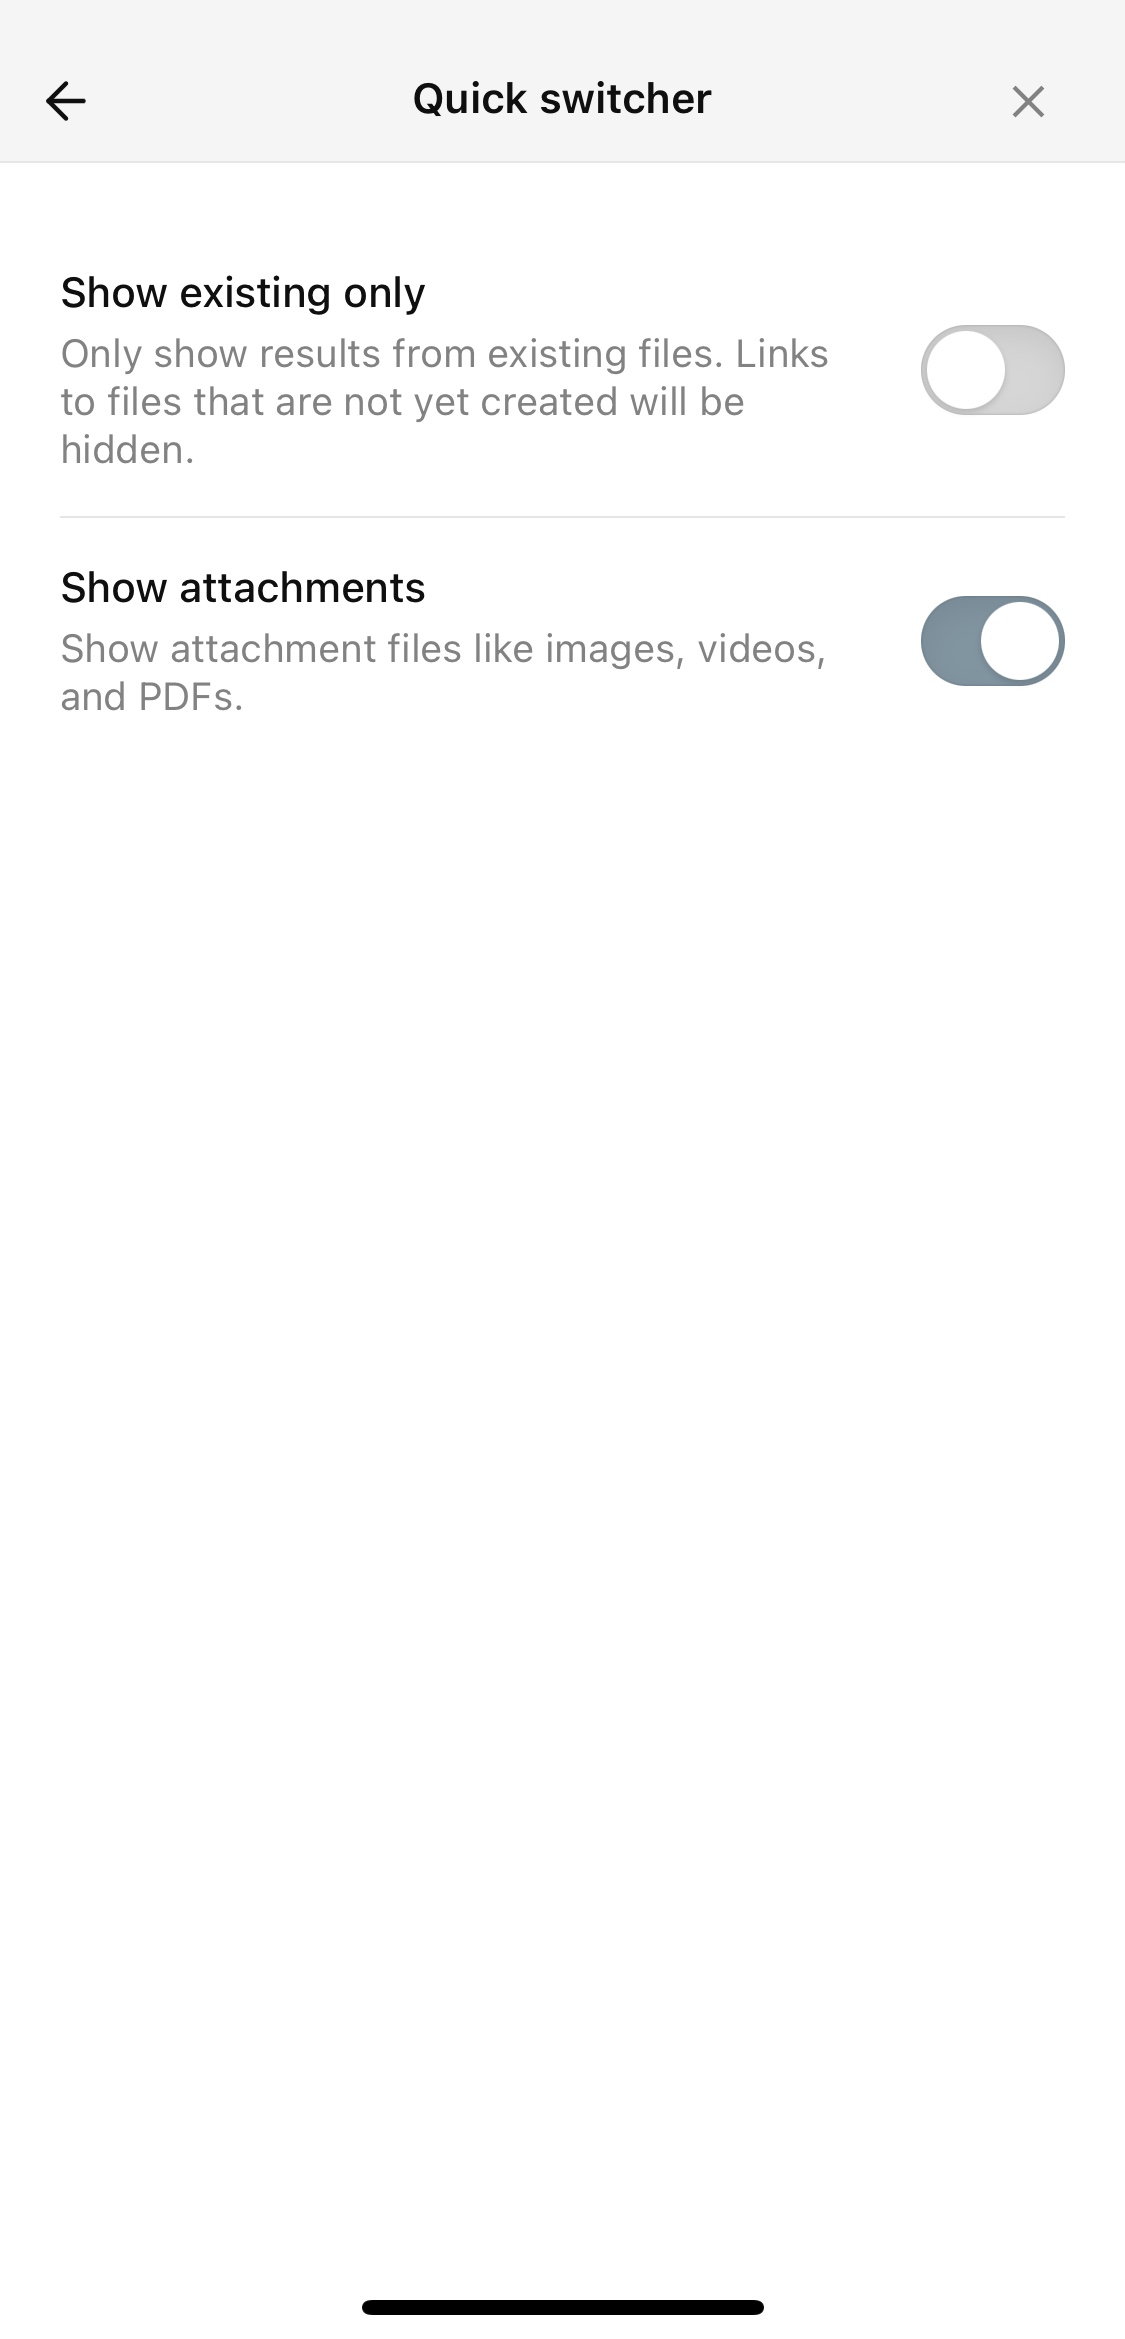 Quick switcher
Show existing only
Only show results from existing files. Links
to files that are not yet created will be
hidden.
Show attachments
Show attachment files like images, videos,
and PDFs.